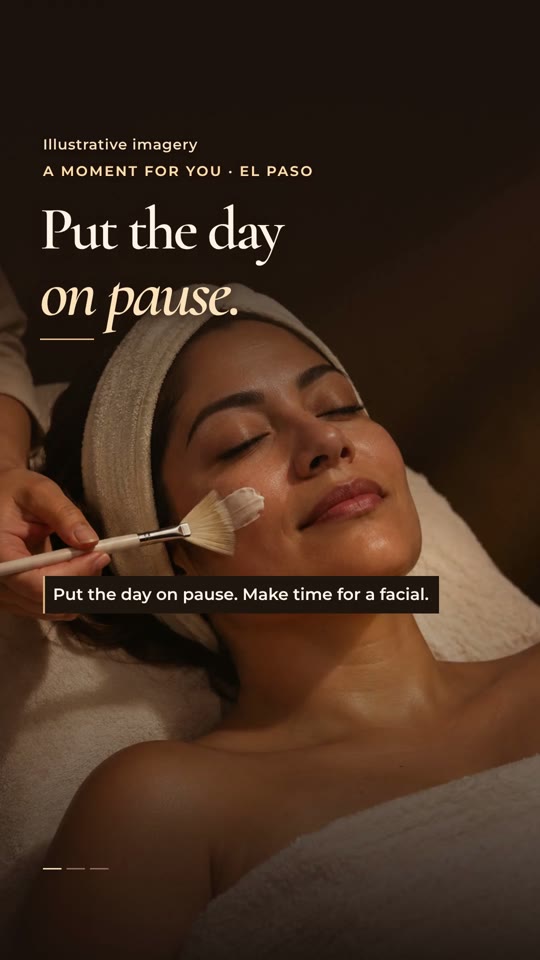 Illustrative imagery
A MOMENT FOR YOU · EL PASO
Put the day
on pause.
Put the day on pause. Make time for a facial.